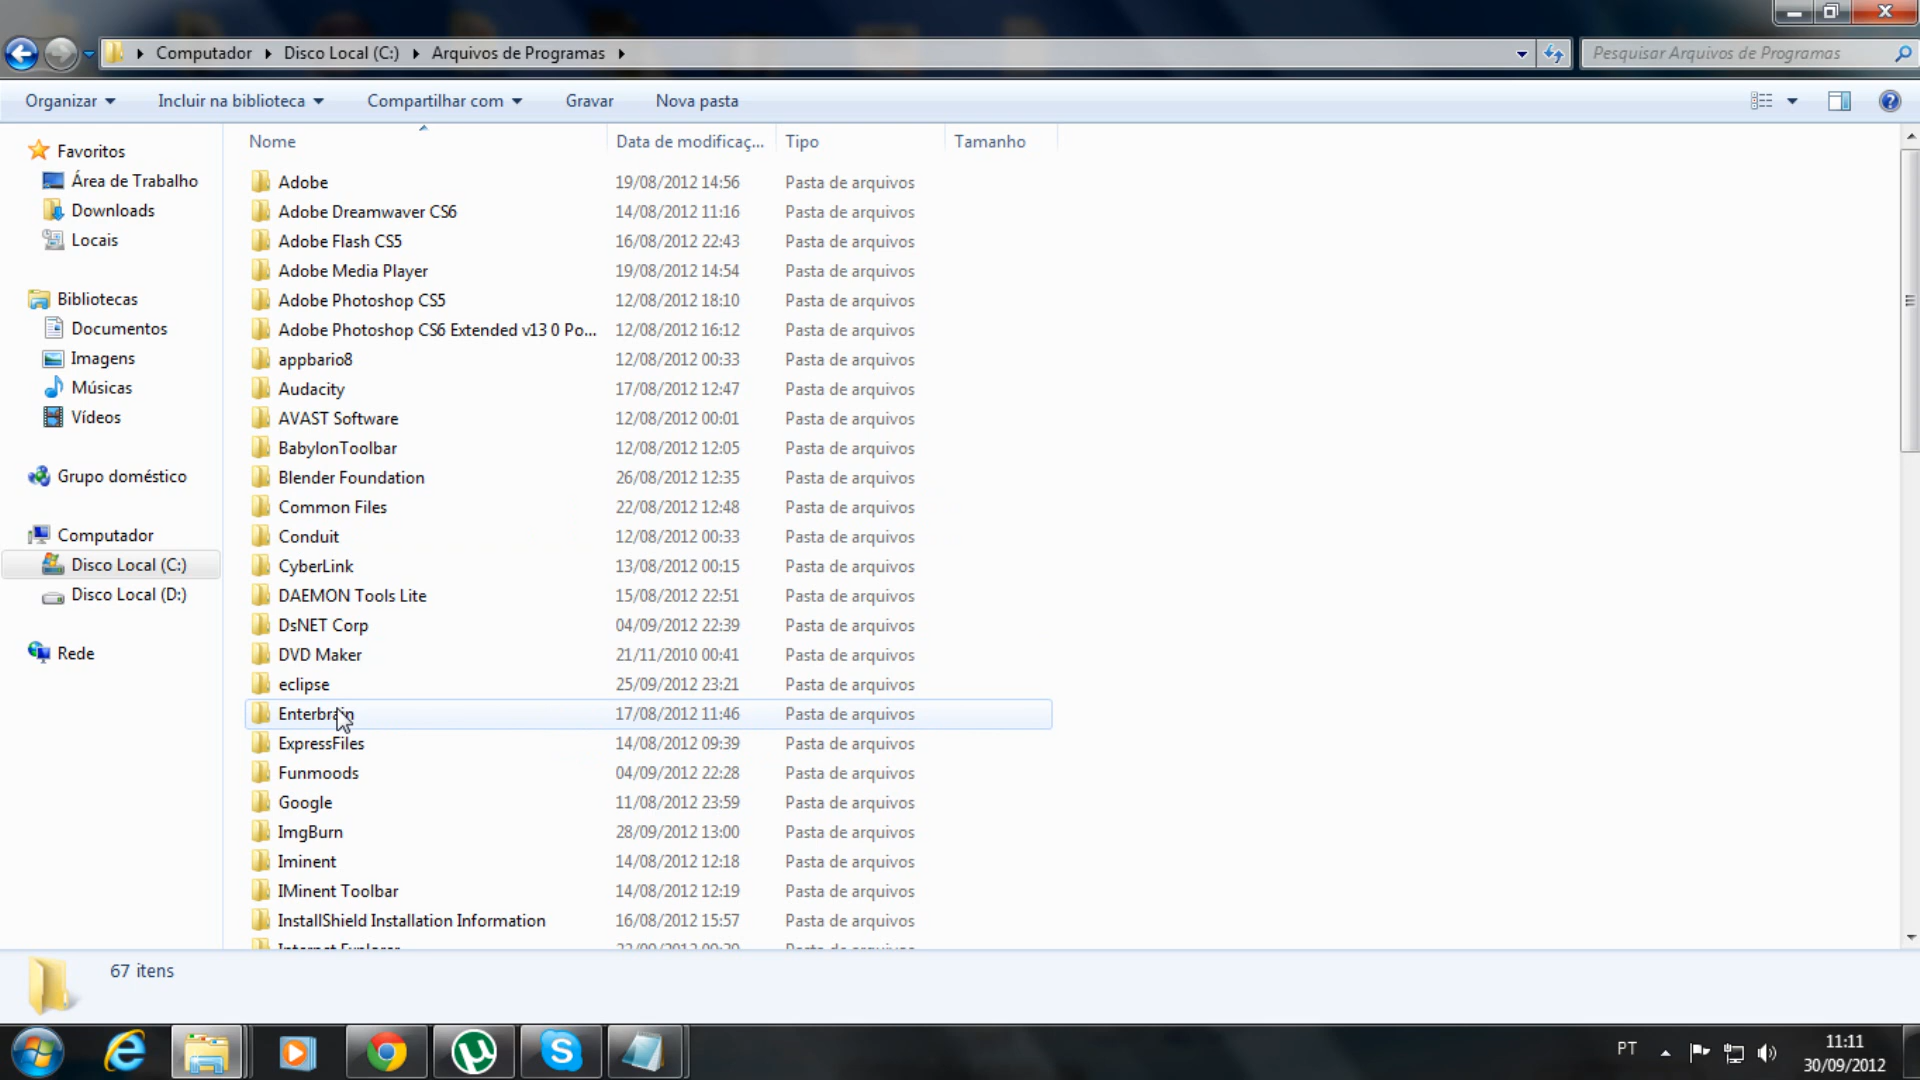 Computador Disco Local (C:) Arquivos de Programas
Pesquisar Arquivos de Programas
Organizar Incluir na biblioteca Compartilhar com Gravar Nova pasta
Favoritos
Área de Trabalho
Downloads
Locais
Bibliotecas
Documentos
Imagens
Músicas
Vídeos
Grupo doméstico
Computador
Disco Local (C:)
Disco Local (D:)
Rede
Nome Data de modificaç... Tipo Tamanho
Adobe 19/08/2012 14:56 Pasta de arquivos
Adobe Dreamwaver CS6 14/08/2012 11:16 Pasta de arquivos
Adobe Flash CS5 16/08/2012 22:43 Pasta de arquivos
Adobe Media Player 19/08/2012 14:54 Pasta de arquivos
Adobe Photoshop CS5 12/08/2012 18:10 Pasta de arquivos
Adobe Photoshop CS6 Extended v13 0 Po... 12/08/2012 16:12 Pasta de arquivos
appbario8 12/08/2012 00:33 Pasta de arquivos
Audacity 17/08/2012 12:47 Pasta de arquivos
AVAST Software 12/08/2012 00:01 Pasta de arquivos
BabylonToolbar 12/08/2012 12:05 Pasta de arquivos
Blender Foundation 26/08/2012 12:35 Pasta de arquivos
Common Files 22/08/2012 12:48 Pasta de arquivos
Conduit 12/08/2012 00:33 Pasta de arquivos
CyberLink 13/08/2012 00:15 Pasta de arquivos
DAEMON Tools Lite 15/08/2012 22:51 Pasta de arquivos
DsNET Corp 04/09/2012 22:39 Pasta de arquivos
DVD Maker 21/11/2010 00:41 Pasta de arquivos
eclipse 25/09/2012 23:21 Pasta de arquivos
Enterbrain 17/08/2012 11:46 Pasta de arquivos
ExpressFiles 14/08/2012 09:39 Pasta de arquivos
Funmoods 04/09/2012 22:28 Pasta de arquivos
Google 11/08/2012 23:59 Pasta de arquivos
ImgBurn 28/09/2012 13:00 Pasta de arquivos
Iminent 14/08/2012 12:18 Pasta de arquivos
IMinent Toolbar 14/08/2012 12:19 Pasta de arquivos
InstallShield Installation Information 16/08/2012 15:57 Pasta de arquivos
Internet Explorer
67 itens
PT
11:11
30/09/2012